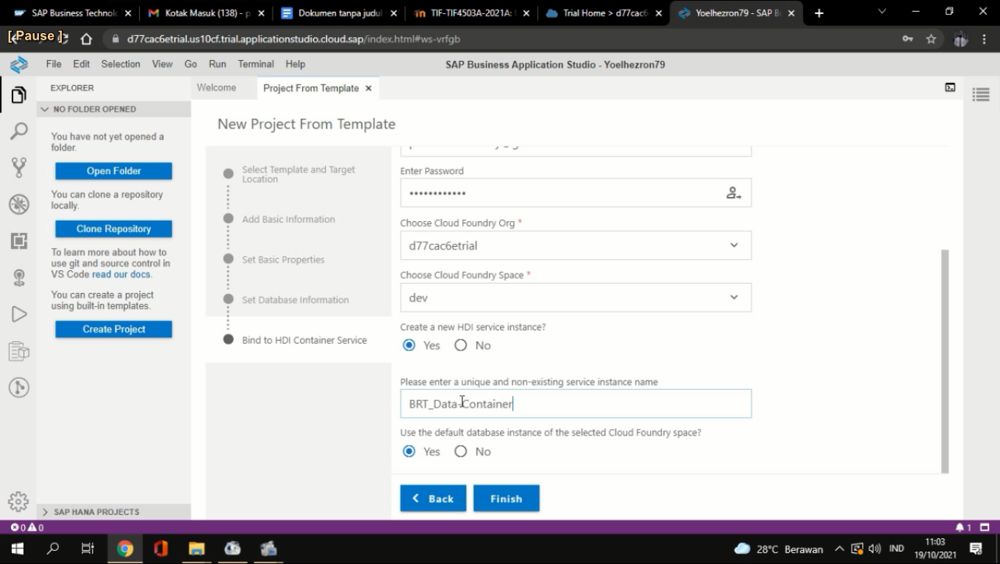 SAP Business Technol
Kotak Masuk (138) - p
Dokumen tanpa judul
TIF-TIF4503A-2021A:
Trial Home > d77cac6
Yoelhezron79 - SAP B
[ Pause ]
d77cac6etrial.us10cf.trial.applicationstudio.cloud.sap/index.html#ws-vrfgb
File Edit Selection View Go Run Terminal Help
SAP Business Application Studio - Yoelhezron79
EXPLORER
NO FOLDER OPENED
You have not yet opened a
folder.
Open Folder
You can clone a repository
locally.
Clone Repository
To learn more about how to
use git and source control in
VS Code read our docs.
You can create a project
using built-in templates.
Create Project
SAP HANA PROJECTS
Welcome
Project From Template
New Project From Template
Select Template and Target
Location
Add Basic Information
Set Basic Properties
Set Database Information
Bind to HDI Container Service
Enter Password
Choose Cloud Foundry Org *
d77cac6etrial
Choose Cloud Foundry Space *
dev
Create a new HDI service instance?
Yes No
Please enter a unique and non-existing service instance name
BRT_Data-Container
Use the default database instance of the selected Cloud Foundry space?
Yes No
Back
Finish
0 0
1
28°C Berawan
IND
11:03
19/10/2021